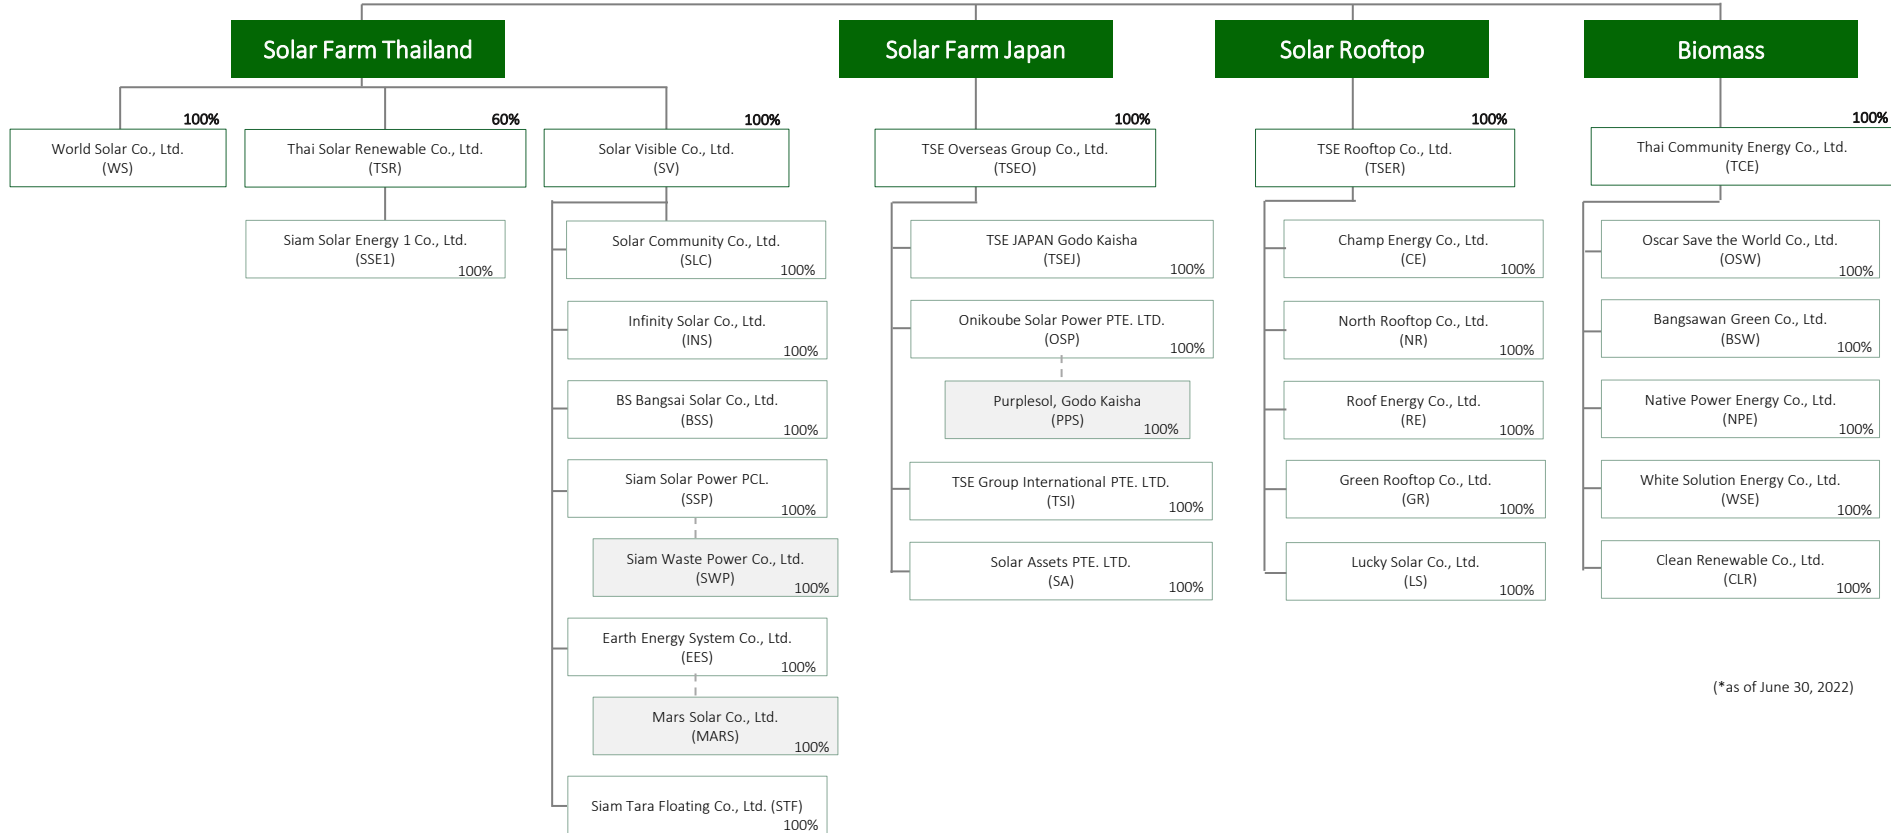 Solar Farm Thailand
Solar Farm Japan
Solar Rooftop
Biomass
100%
World Solar Co., Ltd.
(WS)
60%
Thai Solar Renewable Co., Ltd.
(TSR)
100%
Solar Visible Co., Ltd.
(SV)
100%
TSE Overseas Group Co., Ltd.
(TSEO)
100%
TSE Rooftop Co., Ltd.
(TSER)
100%
Thai Community Energy Co., Ltd.
(TCE)
Siam Solar Energy 1 Co., Ltd.
(SSE1)
100%
Solar Community Co., Ltd.
(SLC)
100%
Infinity Solar Co., Ltd.
(INS)
100%
BS Bangsai Solar Co., Ltd.
(BSS)
100%
Siam Solar Power PCL.
(SSP)
100%
Siam Waste Power Co., Ltd.
(SWP)
100%
Earth Energy System Co., Ltd.
(EES)
100%
Mars Solar Co., Ltd.
(MARS)
100%
Siam Tara Floating Co., Ltd. (STF)
100%
TSE JAPAN Godo Kaisha
(TSEJ)
100%
Onikoube Solar Power PTE. LTD.
(OSP)
100%
Purplesol, Godo Kaisha
(PPS)
100%
TSE Group International PTE. LTD.
(TSI)
100%
Solar Assets PTE. LTD.
(SA)
100%
Champ Energy Co., Ltd.
(CE)
100%
North Rooftop Co., Ltd.
(NR)
100%
Roof Energy Co., Ltd.
(RE)
100%
Green Rooftop Co., Ltd.
(GR)
100%
Lucky Solar Co., Ltd.
(LS)
100%
Oscar Save the World Co., Ltd.
(OSW)
100%
Bangsawan Green Co., Ltd.
(BSW)
100%
Native Power Energy Co., Ltd.
(NPE)
100%
White Solution Energy Co., Ltd.
(WSE)
100%
Clean Renewable Co., Ltd.
(CLR)
100%
(*as of June 30, 2022)